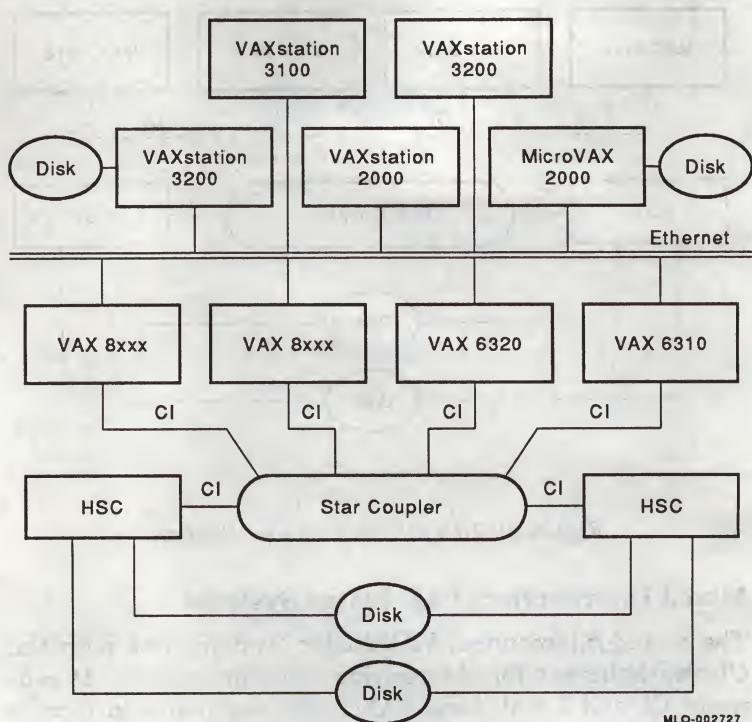 VAXstation
3100
VAXstation
3200
Disk
VAXstation
3200
VAXstation
2000
MicroVAX
2000
Disk
Ethernet
VAX 8xxx
VAX 8xxx
VAX 6320
VAX 6310
CI
CI
CI
CI
HSC
CI
Star Coupler
CI
HSC
Disk
Disk
MLO-002727